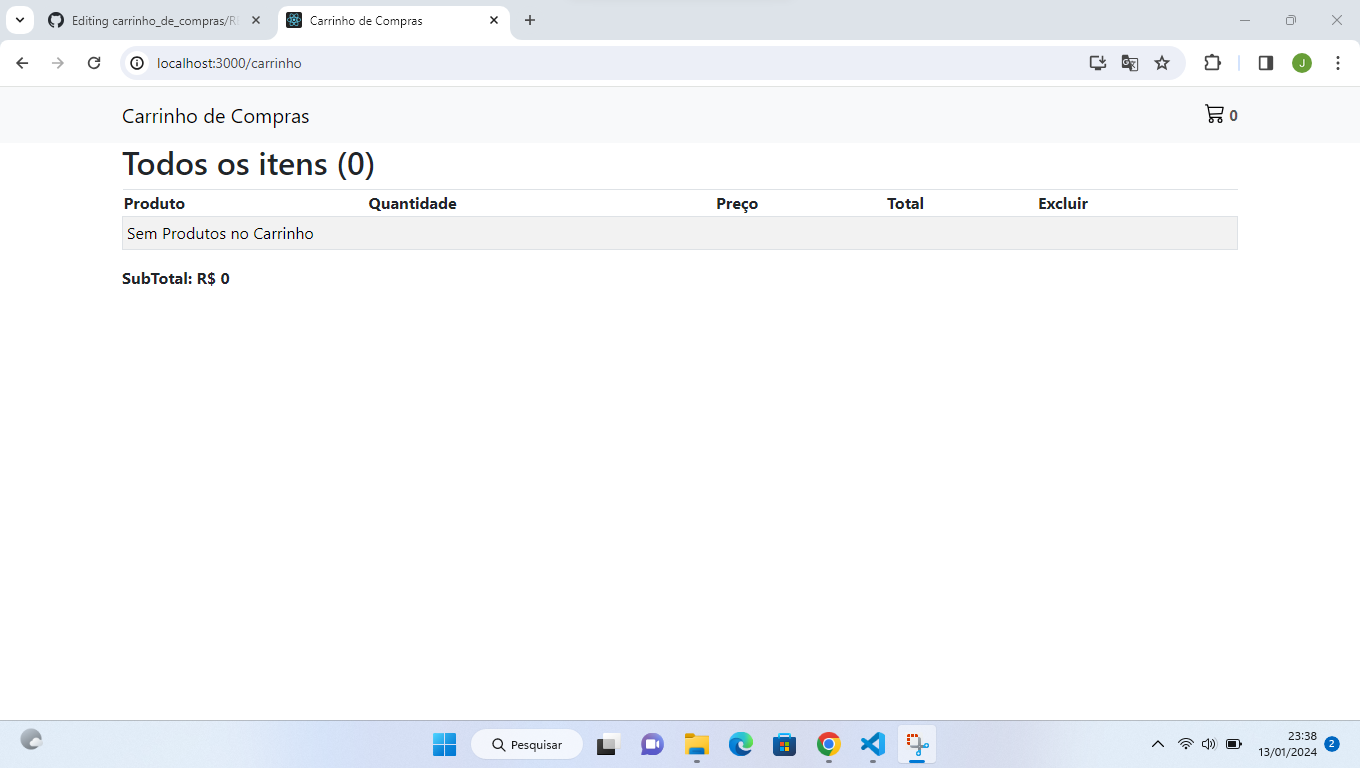 Editing carrinho_de_compras/R
Carrinho de Compras
localhost:3000/carrinho
J
Carrinho de Compras
0
Todos os itens (0)
Produto Quantidade Preço Total Excluir
Sem Produtos no Carrinho
SubTotal: R$ 0
Pesquisar
23:38
13/01/2024
2